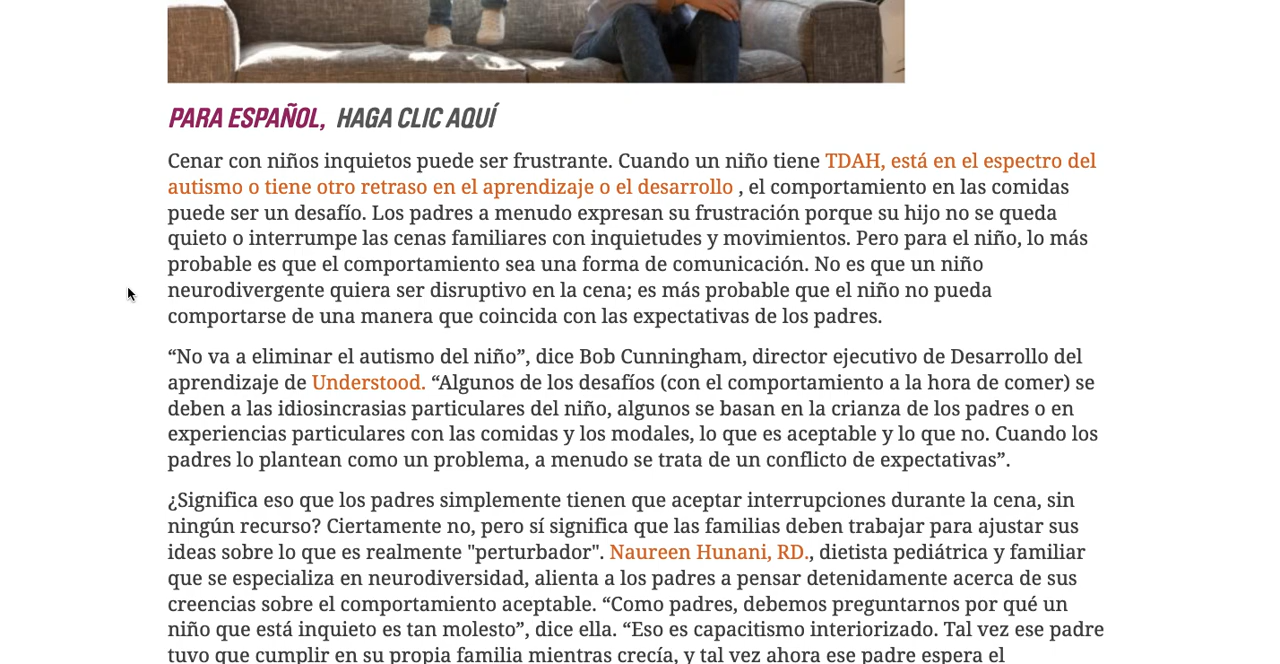 PARA ESPAÑOL, HAGA CLIC AQUÍ
Cenar con niños inquietos puede ser frustrante. Cuando un niño tiene TDAH, está en el espectro del
autismo o tiene otro retraso en el aprendizaje o el desarrollo , el comportamiento en las comidas
puede ser un desafío. Los padres a menudo expresan su frustración porque su hijo no se queda
quieto o interrumpe las cenas familiares con inquietudes y movimientos. Pero para el niño, lo más
probable es que el comportamiento sea una forma de comunicación. No es que un niño
neurodivergente quiera ser disruptivo en la cena; es más probable que el niño no pueda
comportarse de una manera que coincida con las expectativas de los padres.
“No va a eliminar el autismo del niño”, dice Bob Cunningham, director ejecutivo de Desarrollo del
aprendizaje de Understood. “Algunos de los desafíos (con el comportamiento a la hora de comer) se
deben a las idiosincrasias particulares del niño, algunos se basan en la crianza de los padres o en
experiencias particulares con las comidas y los modales, lo que es aceptable y lo que no. Cuando los
padres lo plantean como un problema, a menudo se trata de un conflicto de expectativas”.
¿Significa eso que los padres simplemente tienen que aceptar interrupciones durante la cena, sin
ningún recurso? Ciertamente no, pero sí significa que las familias deben trabajar para ajustar sus
ideas sobre lo que es realmente "perturbador". Naureen Hunani, RD., dietista pediátrica y familiar
que se especializa en neurodiversidad, alienta a los padres a pensar detenidamente acerca de sus
creencias sobre el comportamiento aceptable. “Como padres, debemos preguntarnos por qué un
niño que está inquieto es tan molesto”, dice ella. “Eso es capacitismo interiorizado. Tal vez ese padre
tuvo que cumplir en su propia familia mientras crecía, y tal vez ahora ese padre espera el